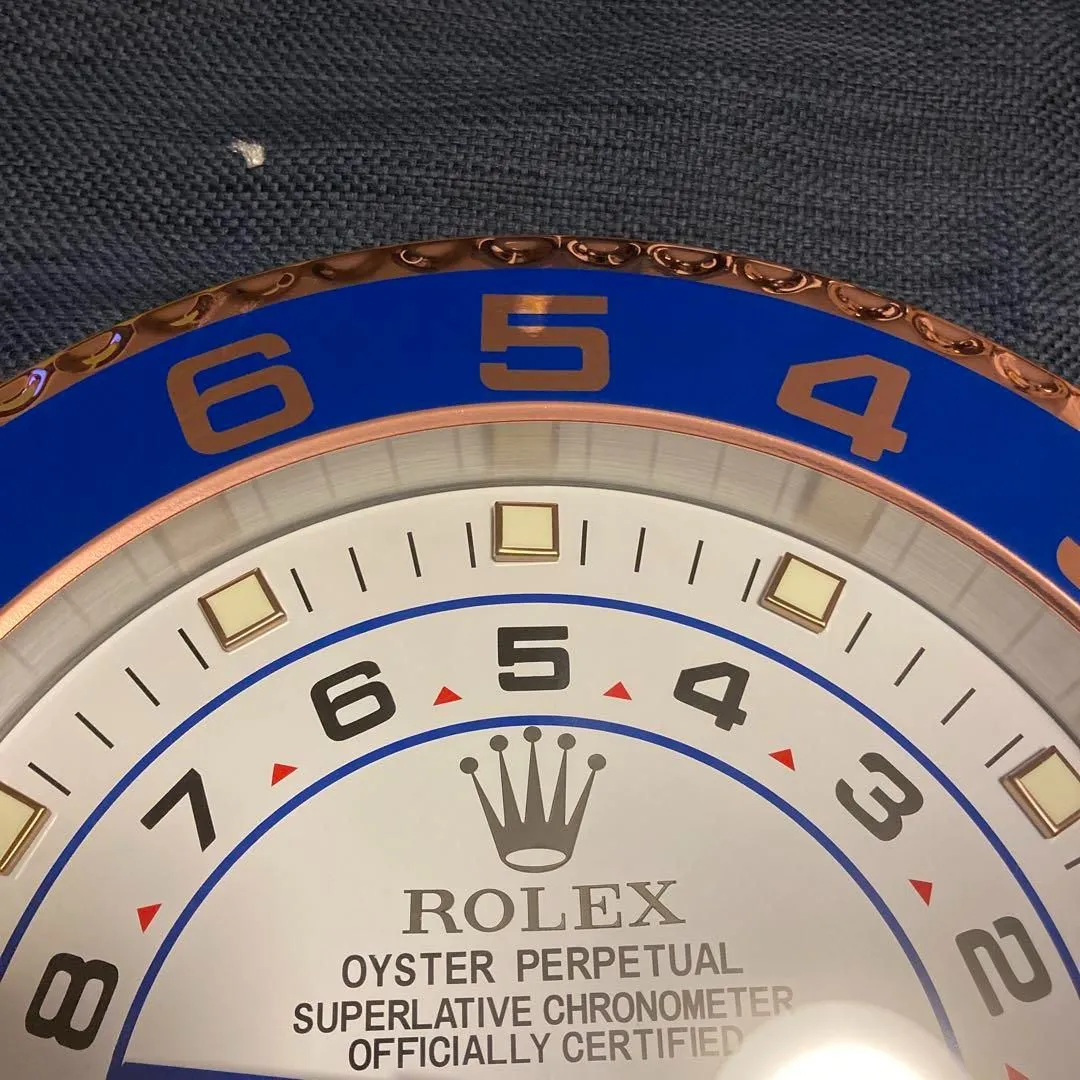 6 5 4
8 7 6 5 4 3 2
ROLEX
OYSTER PERPETUAL
SUPERLATIVE CHRONOMETER
OFFICIALLY CERTIFIED